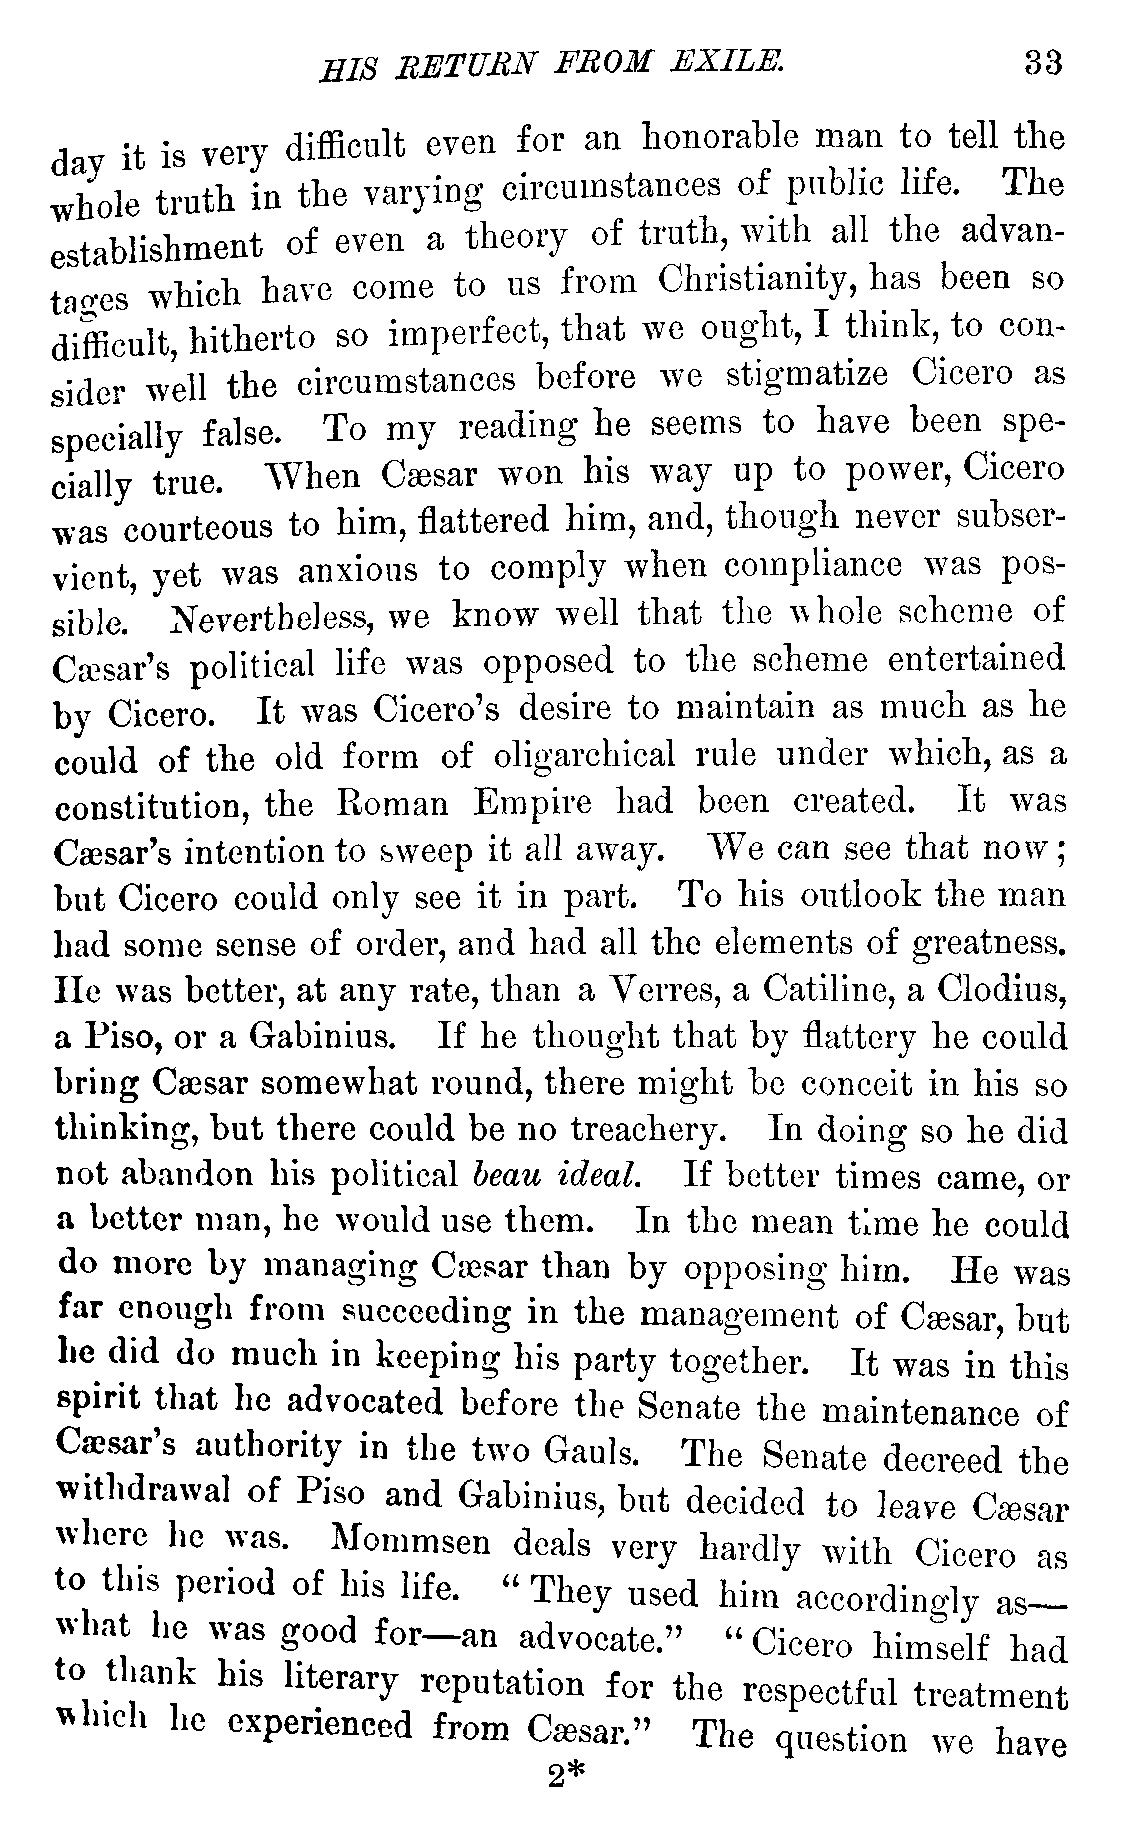 HIS RETURN FROM EXILE. 33
day it is very difficult even for an honorable man to tell the
whole truth in the varying circumstances of public life. The
establishment of even a theory of truth, with all the advan-
tages which have come to us from Christianity, has been so
difficult, hitherto so imperfect, that we ought, I think, to con-
sider well the circumstances before we stigmatize Cicero as
specially false. To my reading he seems to have been spe-
cially true. When Cæsar won his way up to power, Cicero
was courteous to him, flattered him, and, though never subser-
vient, yet was anxious to comply when compliance was pos-
sible. Nevertheless, we know well that the whole scheme of
Cæsar's political life was opposed to the scheme entertained
by Cicero. It was Cicero's desire to maintain as much as he
could of the old form of oligarchical rule under which, as a
constitution, the Roman Empire had been created. It was
Cæsar's intention to sweep it all away. We can see that now;
but Cicero could only see it in part. To his outlook the man
had some sense of order, and had all the elements of greatness.
He was better, at any rate, than a Verres, a Catiline, a Clodius,
a Piso, or a Gabinius. If he thought that by flattery he could
bring Cæsar somewhat round, there might be conceit in his so
thinking, but there could be no treachery. In doing so he did
not abandon his political beau ideal. If better times came, or
a better man, he would use them. In the mean time he could
do more by managing Cæsar than by opposing him. He was
far enough from succeeding in the management of Cæsar, but
he did do much in keeping his party together. It was in this
spirit that he advocated before the Senate the maintenance of
Cæsar's authority in the two Gauls. The Senate decreed the
withdrawal of Piso and Gabinius, but decided to leave Cæsar
where he was. Mommsen deals very hardly with Cicero as
to this period of his life. "They used him accordingly as—
what he was good for—an advocate." "Cicero himself had
to thank his literary reputation for the respectful treatment
which he experienced from Cæsar." The question we have
2*